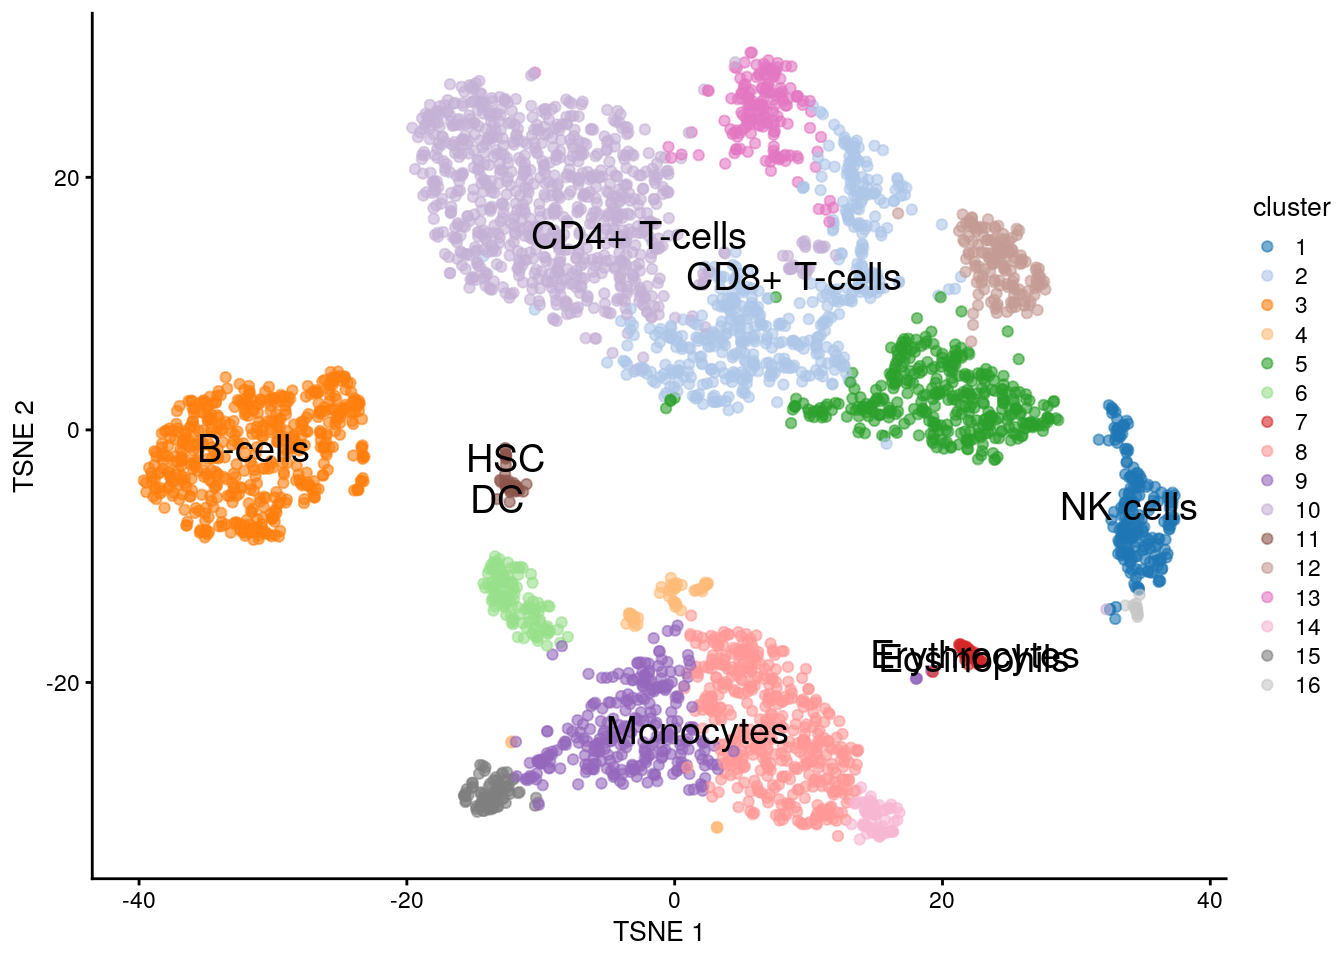 CD4+ T-cells
CD8+ T-cells
B-cells
HSC
DC
NK cells
Erythrocytes
Eosinophils
Monocytes
20
0
-20
TSNE 2
-40
-20
0
20
40
TSNE 1
cluster
1
2
3
4
5
6
7
8
9
10
11
12
13
14
15
16